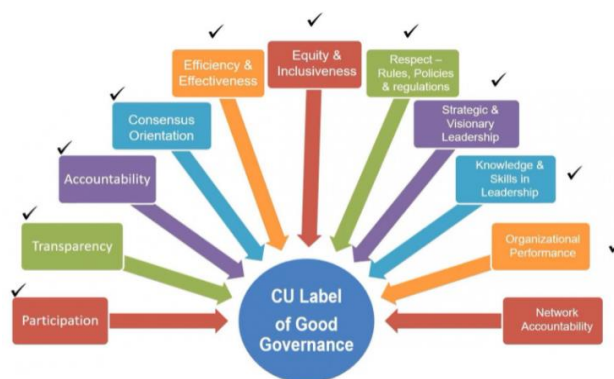 Efficiency &
Effectiveness
Equity &
Inclusiveness
Respect –
Rules, Policies
& regulations
Consensus
Orientation
Strategic &
Visionary
Leadership
Accountability
Knowledge &
Skills in
Leadership
Transparency
Organizational
Performance
Participation
CU Label
of Good
Governance
Network
Accountability